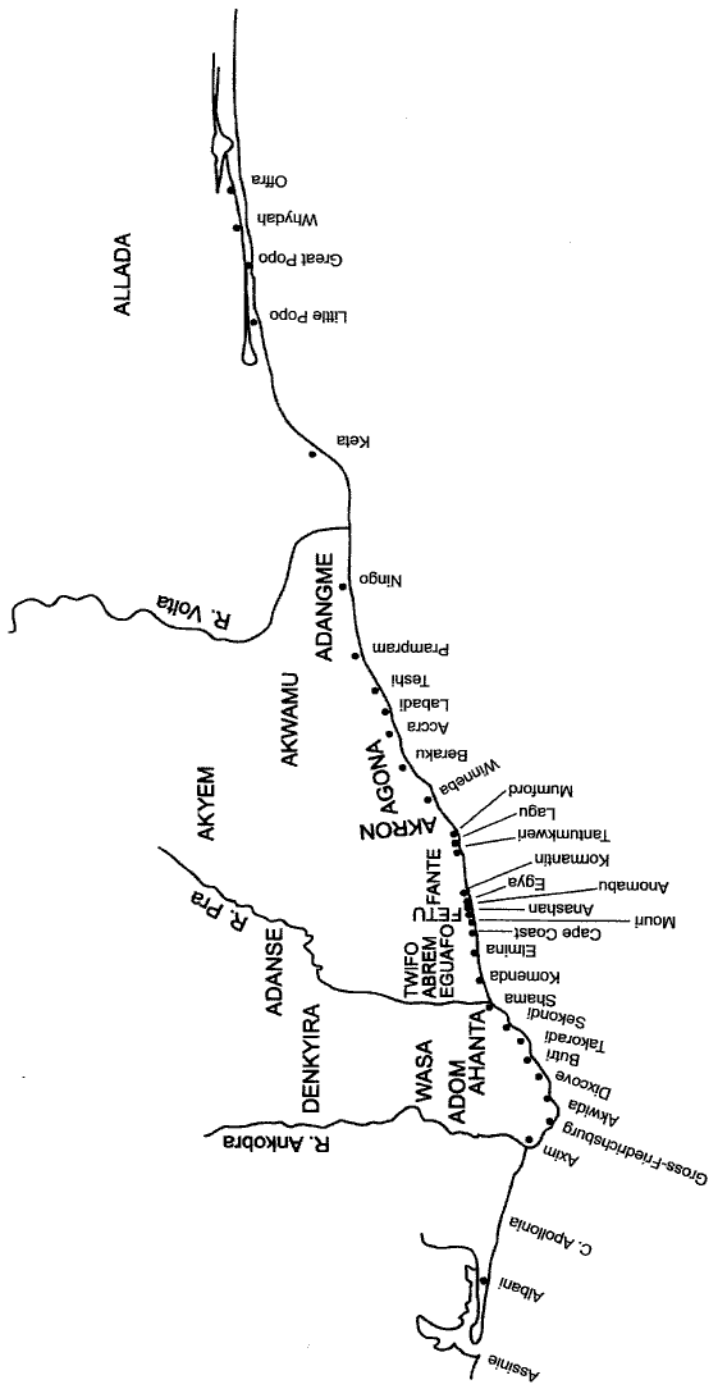 ALLADA
Offra
Whydah
Great Popo
Little Popo
Keta
R. Volta
ADANGME
Ningo
Prampram
Teshi
Labadi
Accra
Beraku
Winneba
AKWAMU
AKYEM
AGONA
AKRON
Mumford
Lagu
Tantumkweri
Kormantin
Egya
Anomabu
Anashan
Mouri
Cape Coast
Elmina
Komenda
Shama
FANTE
FETU
R. Pra
ADANSE
TWIFO
ABREM
EGUAFO
DENKYIRA
WASA
ADOM
AHANTA
Sekondi
Takoradi
Butri
Dixcove
Akwida
Gross-Friedrichsburg
Axim
R. Ankobra
C. Apollonia
Albani
Assinie